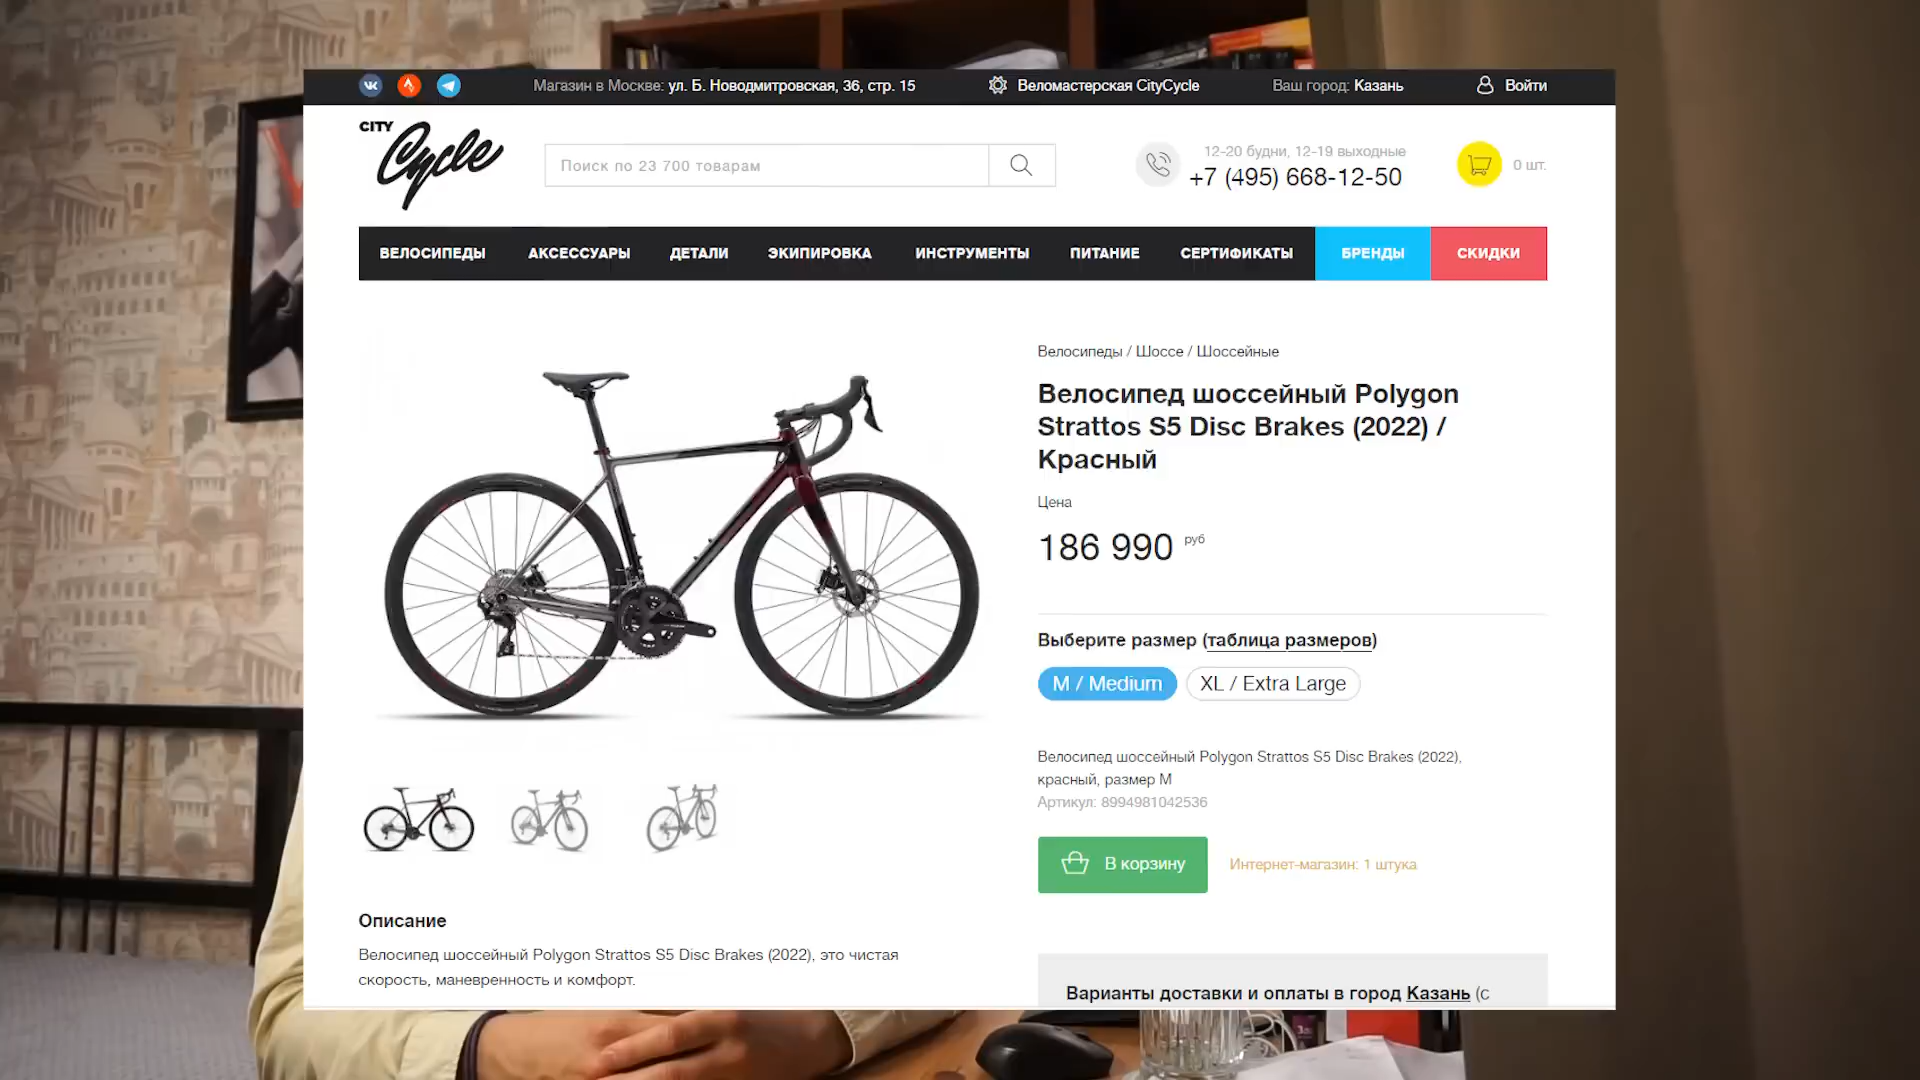 Магазин в Москве: ул. Б. Новодмитровская, 36, стр. 15
Веломастерская CityCycle
Ваш город: Казань
Войти
CITY
Cycle
Поиск по 23 700 товарам
12-20 будни, 12-19 выходные
+7 (495) 668-12-50
0 шт.
ВЕЛОСИПЕДЫ
АКСЕССУАРЫ
ДЕТАЛИ
ЭКИПИРОВКА
ИНСТРУМЕНТЫ
ПИТАНИЕ
СЕРТИФИКАТЫ
БРЕНДЫ
СКИДКИ
Велосипеды / Шоссе / Шоссейные
Велосипед шоссейный Polygon
Strattos S5 Disc Brakes (2022) /
Красный
Цена
186 990 руб
Выберите размер (таблица размеров)
M / Medium
XL / Extra Large
Велосипед шоссейный Polygon Strattos S5 Disc Brakes (2022),
красный, размер M
Артикул: 8994981042536
В корзину
Интернет-магазин: 1 штука
Описание
Велосипед шоссейный Polygon Strattos S5 Disc Brakes (2022), это чистая
скорость, маневренность и комфорт.
Варианты доставки и оплаты в город Казань (с